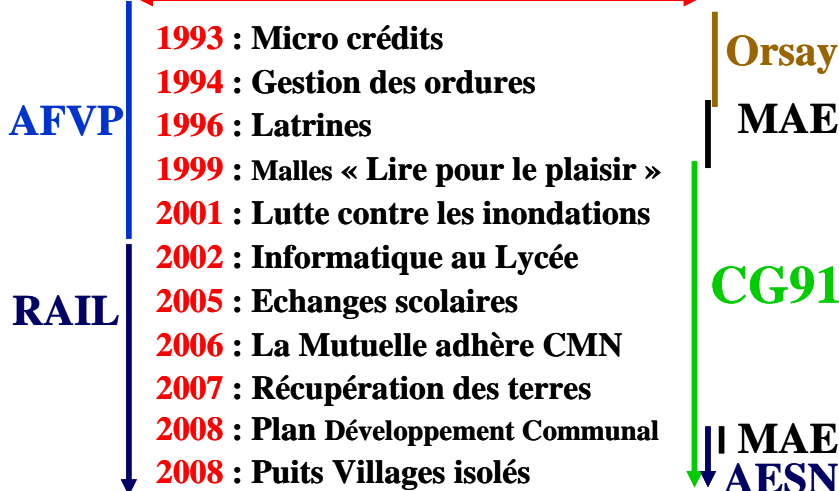 1993 : Micro crédits
Orsay
1994 : Gestion des ordures
AFVP
1996 : Latrines
MAE
1999 : Malles « Lire pour le plaisir »
2001 : Lutte contre les inondations
2002 : Informatique au Lycée
CG91
RAIL
2005 : Echanges scolaires
2006 : La Mutuelle adhère CMN
2007 : Récupération des terres
2008 : Plan Développement Communal
MAE
2008 : Puits Villages isolés
AESN